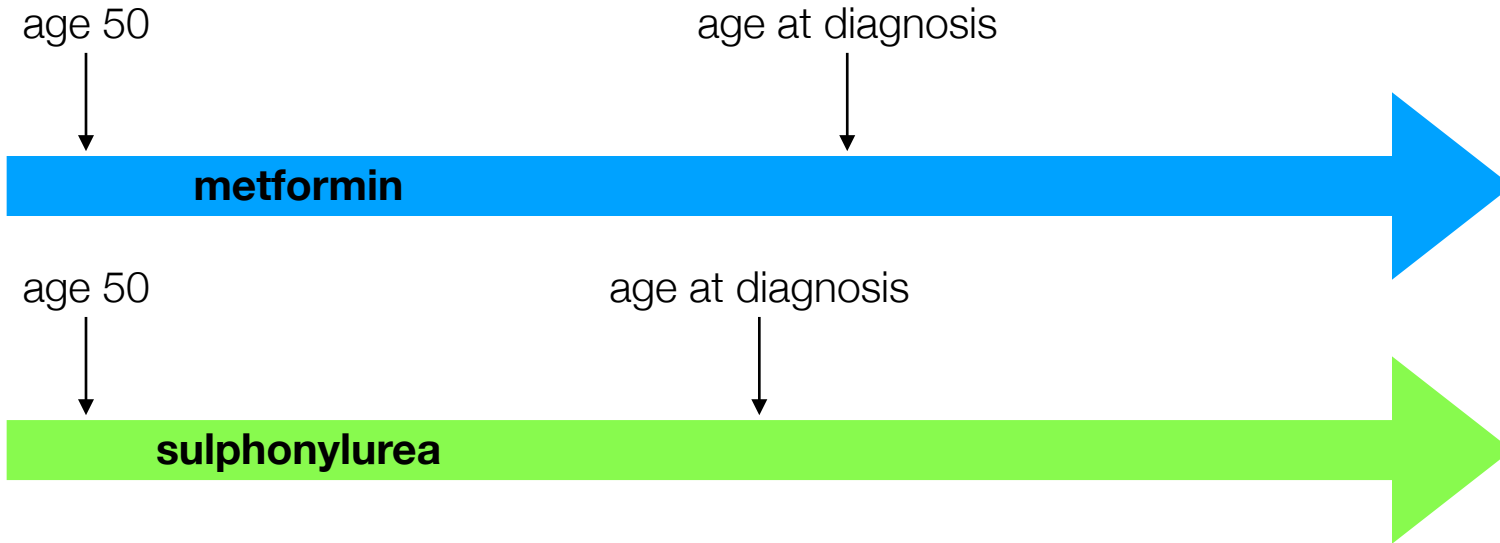 age 50
age at diagnosis
metformin
age 50
age at diagnosis
sulphonylurea